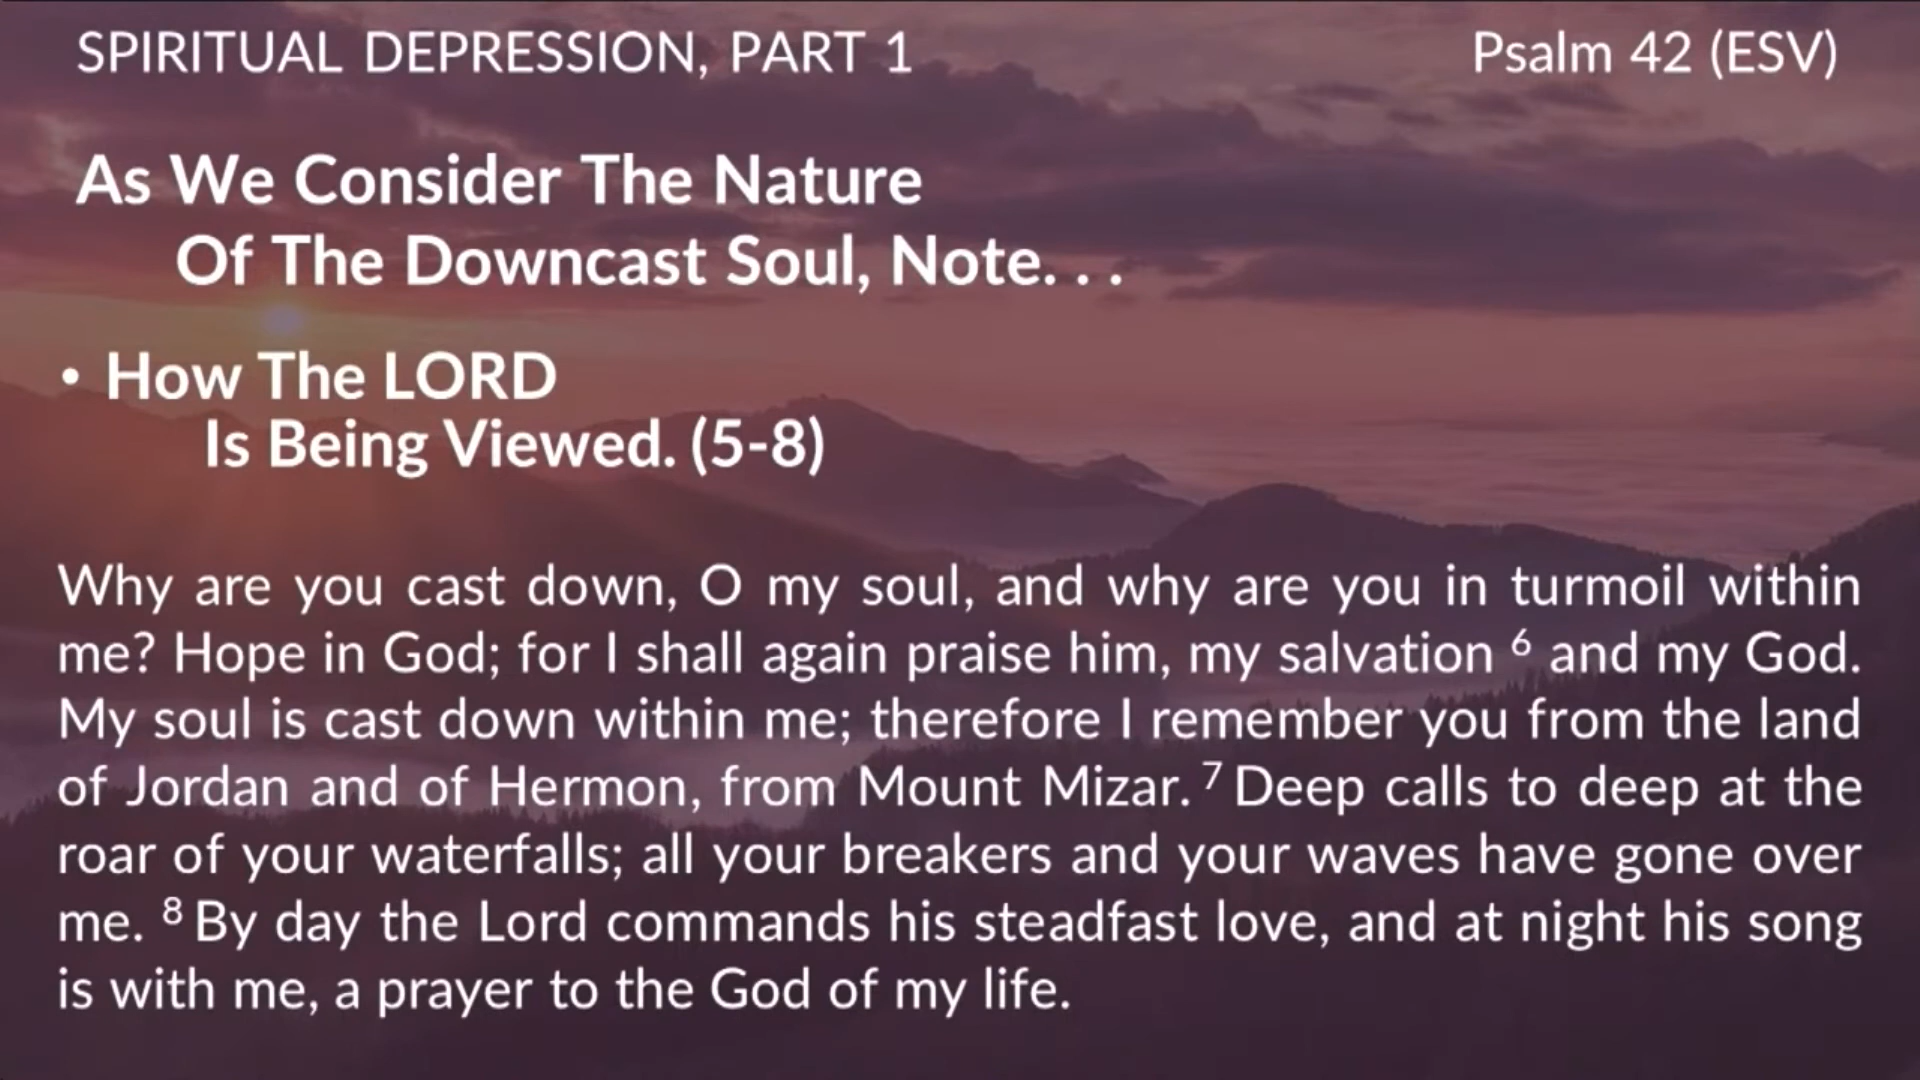 SPIRITUAL DEPRESSION, PART 1
Psalm 42 (ESV)
As We Consider The Nature
Of The Downcast Soul, Note. . .
• How The LORD
Is Being Viewed. (5-8)
Why are you cast down, O my soul, and why are you in turmoil within
me? Hope in God; for I shall again praise him, my salvation ⁶ and my God.
My soul is cast down within me; therefore I remember you from the land
of Jordan and of Hermon, from Mount Mizar. ⁷ Deep calls to deep at the
roar of your waterfalls; all your breakers and your waves have gone over
me. ⁸ By day the Lord commands his steadfast love, and at night his song
is with me, a prayer to the God of my life.